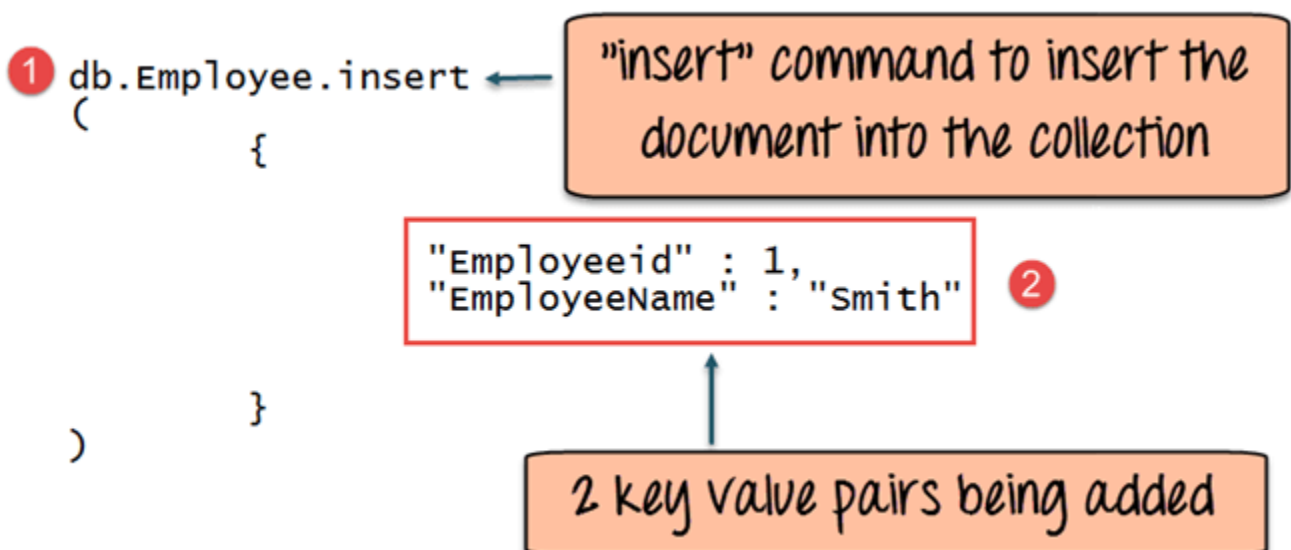 1 db.Employee.insert
"insert" command to insert the
document into the collection
(
{
"Employeeid" : 1,
"EmployeeName" : "Smith"
2
}
)
2 key value pairs being added